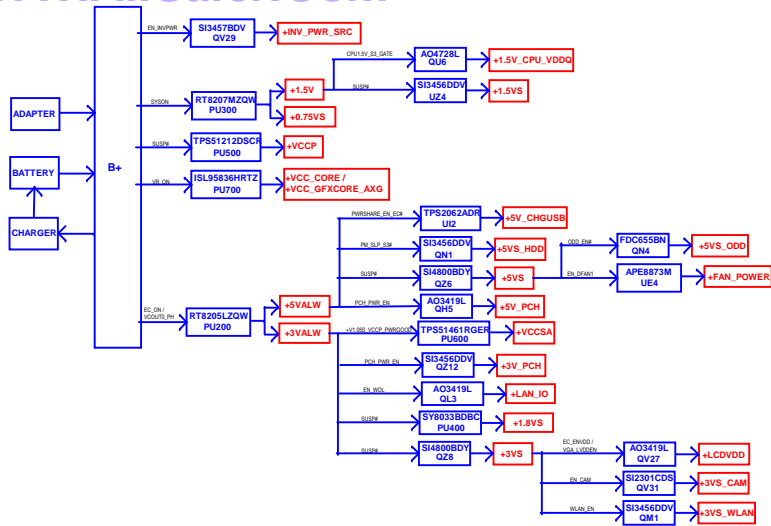 EN_INVPWR
SI3457BDV
QV29
+INV_PWR_SRC
CPU1.5V_S3_GATE
AO4728L
QU6
+1.5V_CPU_VDDQ
SYSON
RT8207MZQW
PU300
+1.5V
SUSP#
SI3456DDV
UZ4
+1.5VS
+0.75VS
ADAPTER
SUSP#
TPS51212DSCR
PU500
+VCCP
BATTERY
B+
VR_ON
ISL95836HRTZ
PU700
+VCC_CORE /
+VCC_GFXCORE_AXG
CHARGER
PWRSHARE_EN_EC#
TPS2062ADR
UI2
+5V_CHGUSB
PM_SLP_S3#
SI3456DDV
QN1
+5VS_HDD
ODD_EN#
FDC655BN
QN4
+5VS_ODD
SUSP#
SI4800BDY
QZ6
+5VS
EN_DFAN1
APE8873M
UE4
+FAN_POWER
EC_ON /
VCOUT0_PH
RT8205LZQW
PU200
+5VALW
PCH_PWR_EN
AO3419L
QH5
+5V_PCH
+3VALW
+V1.05S_VCCP_PWRGOOD
TPS51461RGER
PU600
+VCCSA
PCH_PWR_EN
SI3456DDV
QZ12
+3V_PCH
EN_WOL
AO3419L
QL3
+LAN_IO
SUSP#
SY8033BDBC
PU400
+1.8VS
SUSP#
SI4800BDY
QZ8
+3VS
EC_ENVDD /
VGA_LVDDEN
AO3419L
QV27
+LCDVDD
EN_CAM
SI2301CDS
QV31
+3VS_CAM
WLAN_EN
SI3456DDV
QM1
+3VS_WLAN